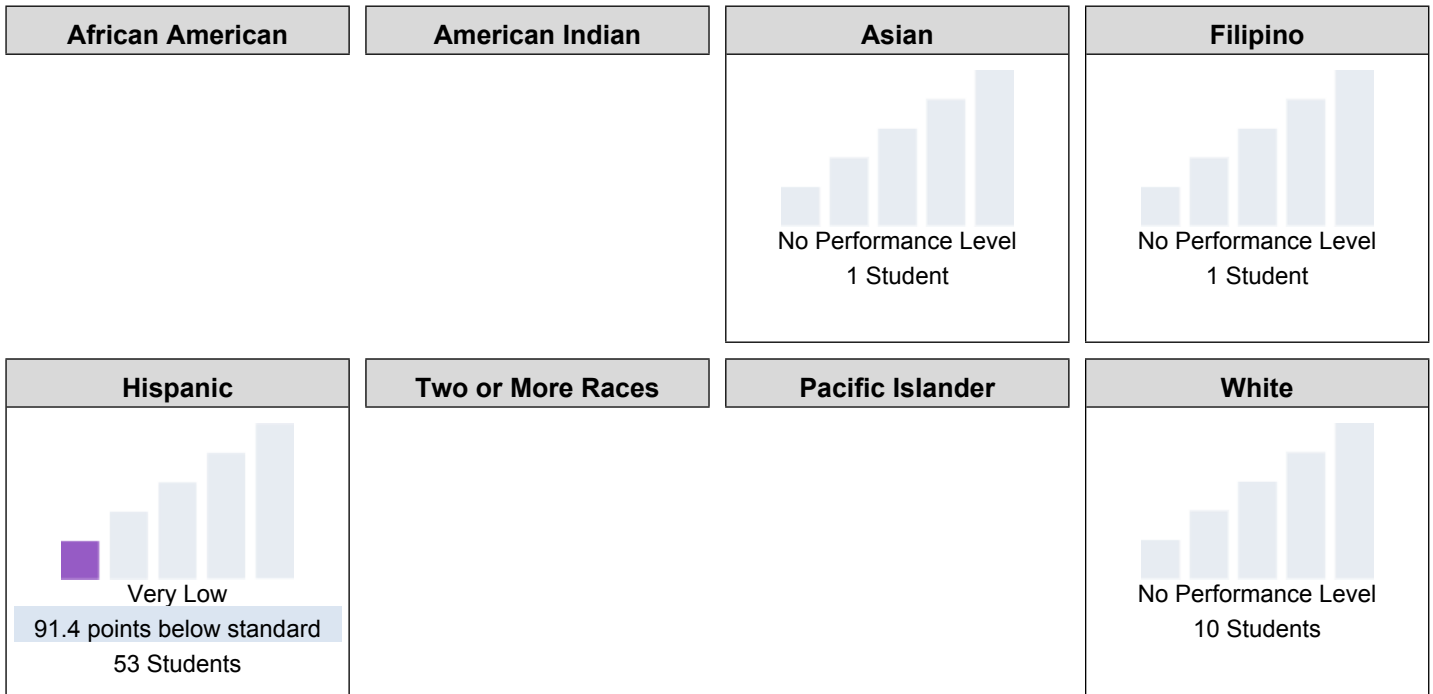 African American
American Indian
Asian
Filipino
No Performance Level
1 Student
No Performance Level
1 Student
Hispanic
Two or More Races
Pacific Islander
White
Very Low
91.4 points below standard
53 Students
No Performance Level
10 Students